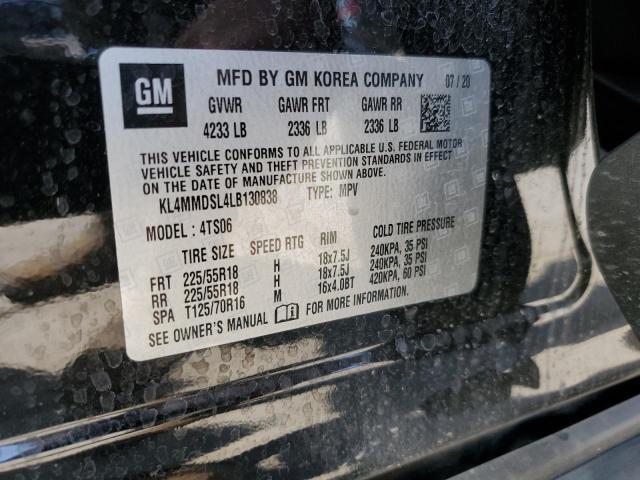 GM
MFD BY GM KOREA COMPANY 07 / 20
GVWR GAWR FRT GAWR RR
4233 LB 2336 LB 2336 LB
THIS VEHICLE CONFORMS TO ALL APPLICABLE U.S. FEDERAL MOTOR
VEHICLE SAFETY AND THEFT PREVENTION STANDARDS IN EFFECT
ON THE DATE OF MANUFACTURE SHOWN ABOVE.
KL4MMDSL4LB130838 TYPE: MPV
MODEL: 4TS06
TIRE SIZE SPEED RTG RIM COLD TIRE PRESSURE
FRT 225/55R18 H 18x7.5J 240KPA, 35 PSI
RR 225/55R18 H 18x7.5J 240KPA, 35 PSI
SPA T125/70R16 M 16x4.0BT 420KPA, 60 PSI
SEE OWNER'S MANUAL FOR MORE INFORMATION.